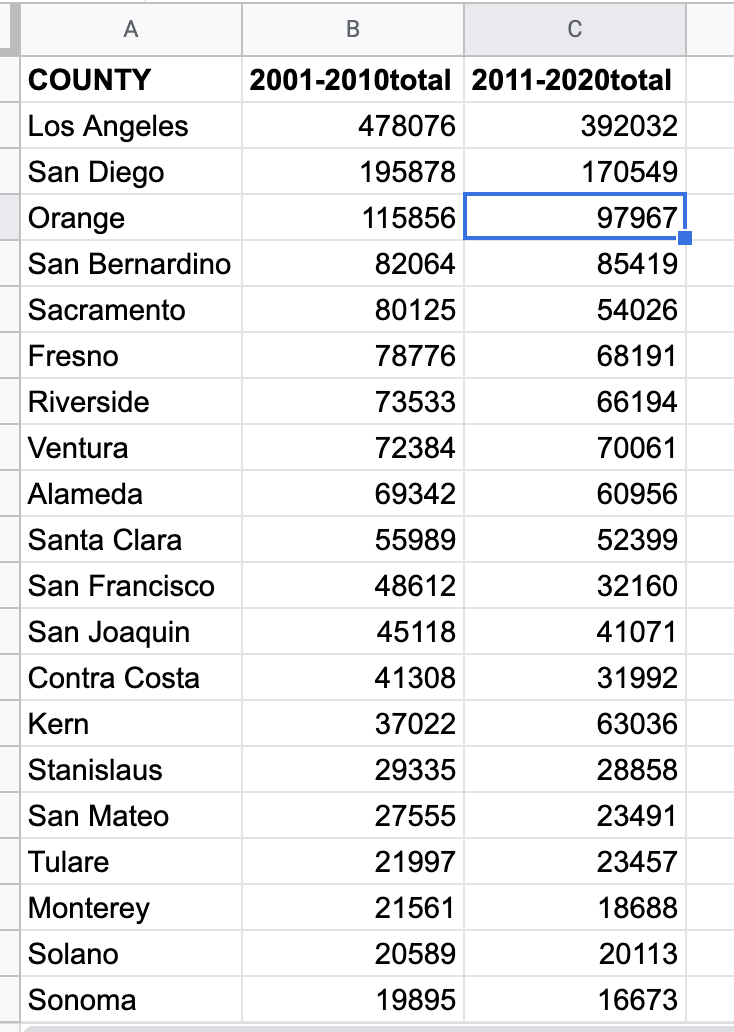 A B C
COUNTY 2001-2010total 2011-2020total
Los Angeles 478076 392032
San Diego 195878 170549
Orange 115856 97967
San Bernardino 82064 85419
Sacramento 80125 54026
Fresno 78776 68191
Riverside 73533 66194
Ventura 72384 70061
Alameda 69342 60956
Santa Clara 55989 52399
San Francisco 48612 32160
San Joaquin 45118 41071
Contra Costa 41308 31992
Kern 37022 63036
Stanislaus 29335 28858
San Mateo 27555 23491
Tulare 21997 23457
Monterey 21561 18688
Solano 20589 20113
Sonoma 19895 16673